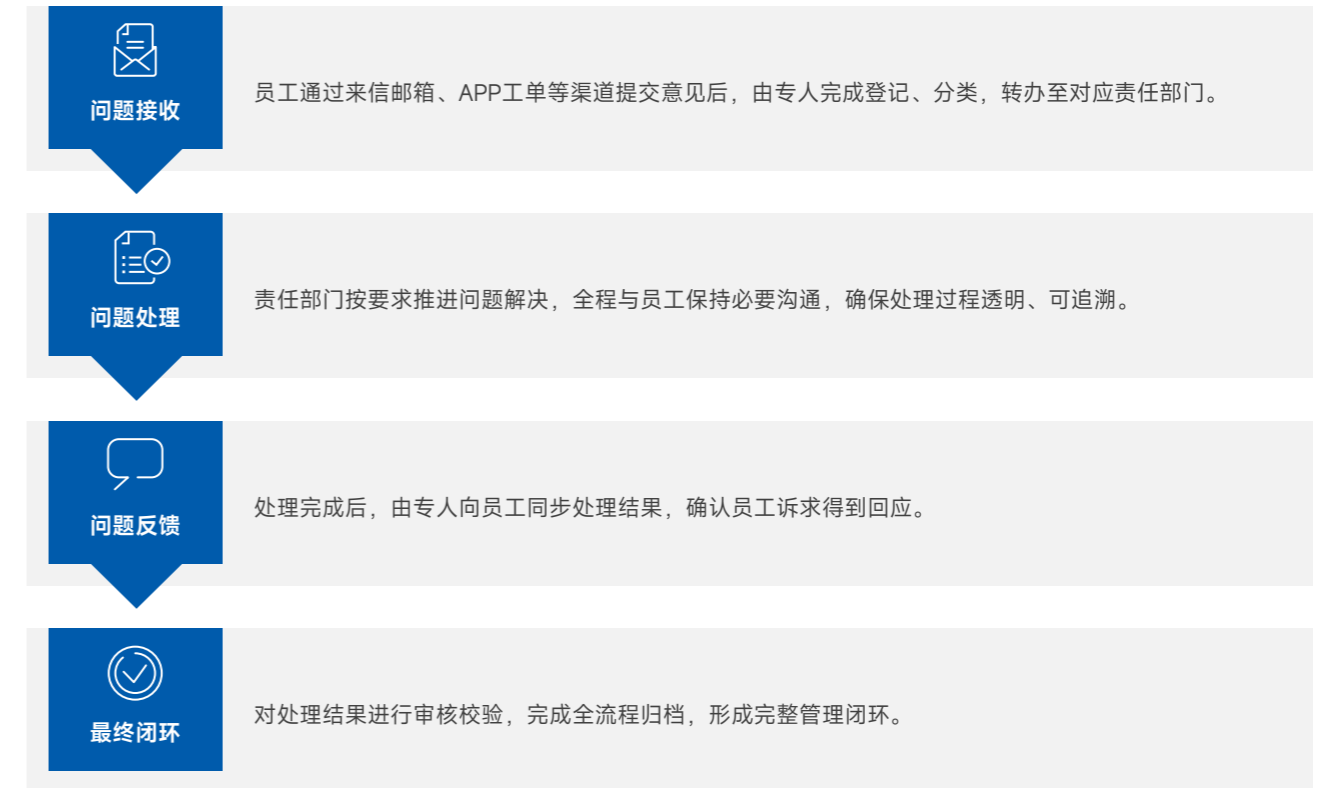 问题接收
员工通过来信邮箱、APP工单等渠道提交意见后，由专人完成登记、分类，转办至对应责任部门。
问题处理
责任部门按要求推进问题解决，全程与员工保持必要沟通，确保处理过程透明、可追溯。
问题反馈
处理完成后，由专人向员工同步处理结果，确认员工诉求得到回应。
最终闭环
对处理结果进行审核校验，完成全流程归档，形成完整管理闭环。